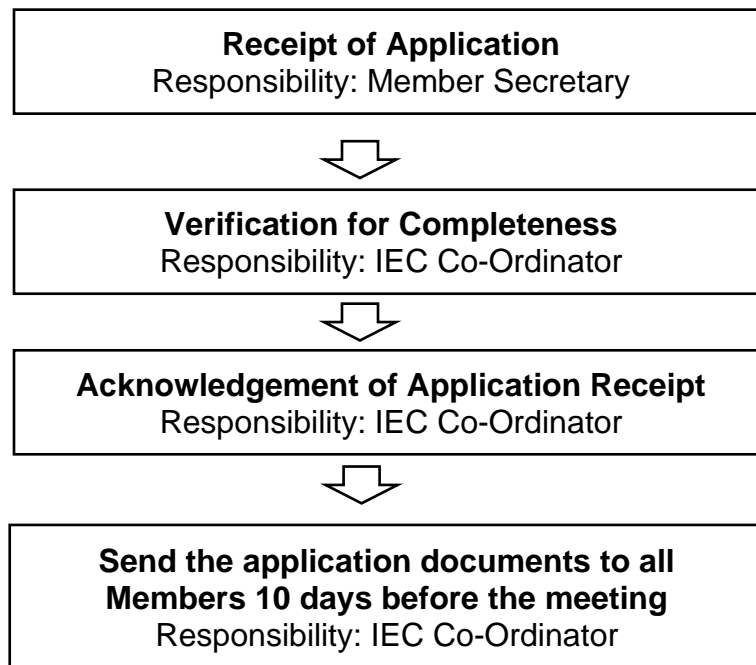 Receipt of Application
Responsibility: Member Secretary
Verification for Completeness
Responsibility: IEC Co-Ordinator
Acknowledgement of Application Receipt
Responsibility: IEC Co-Ordinator
Send the application documents to all
Members 10 days before the meeting
Responsibility: IEC Co-Ordinator